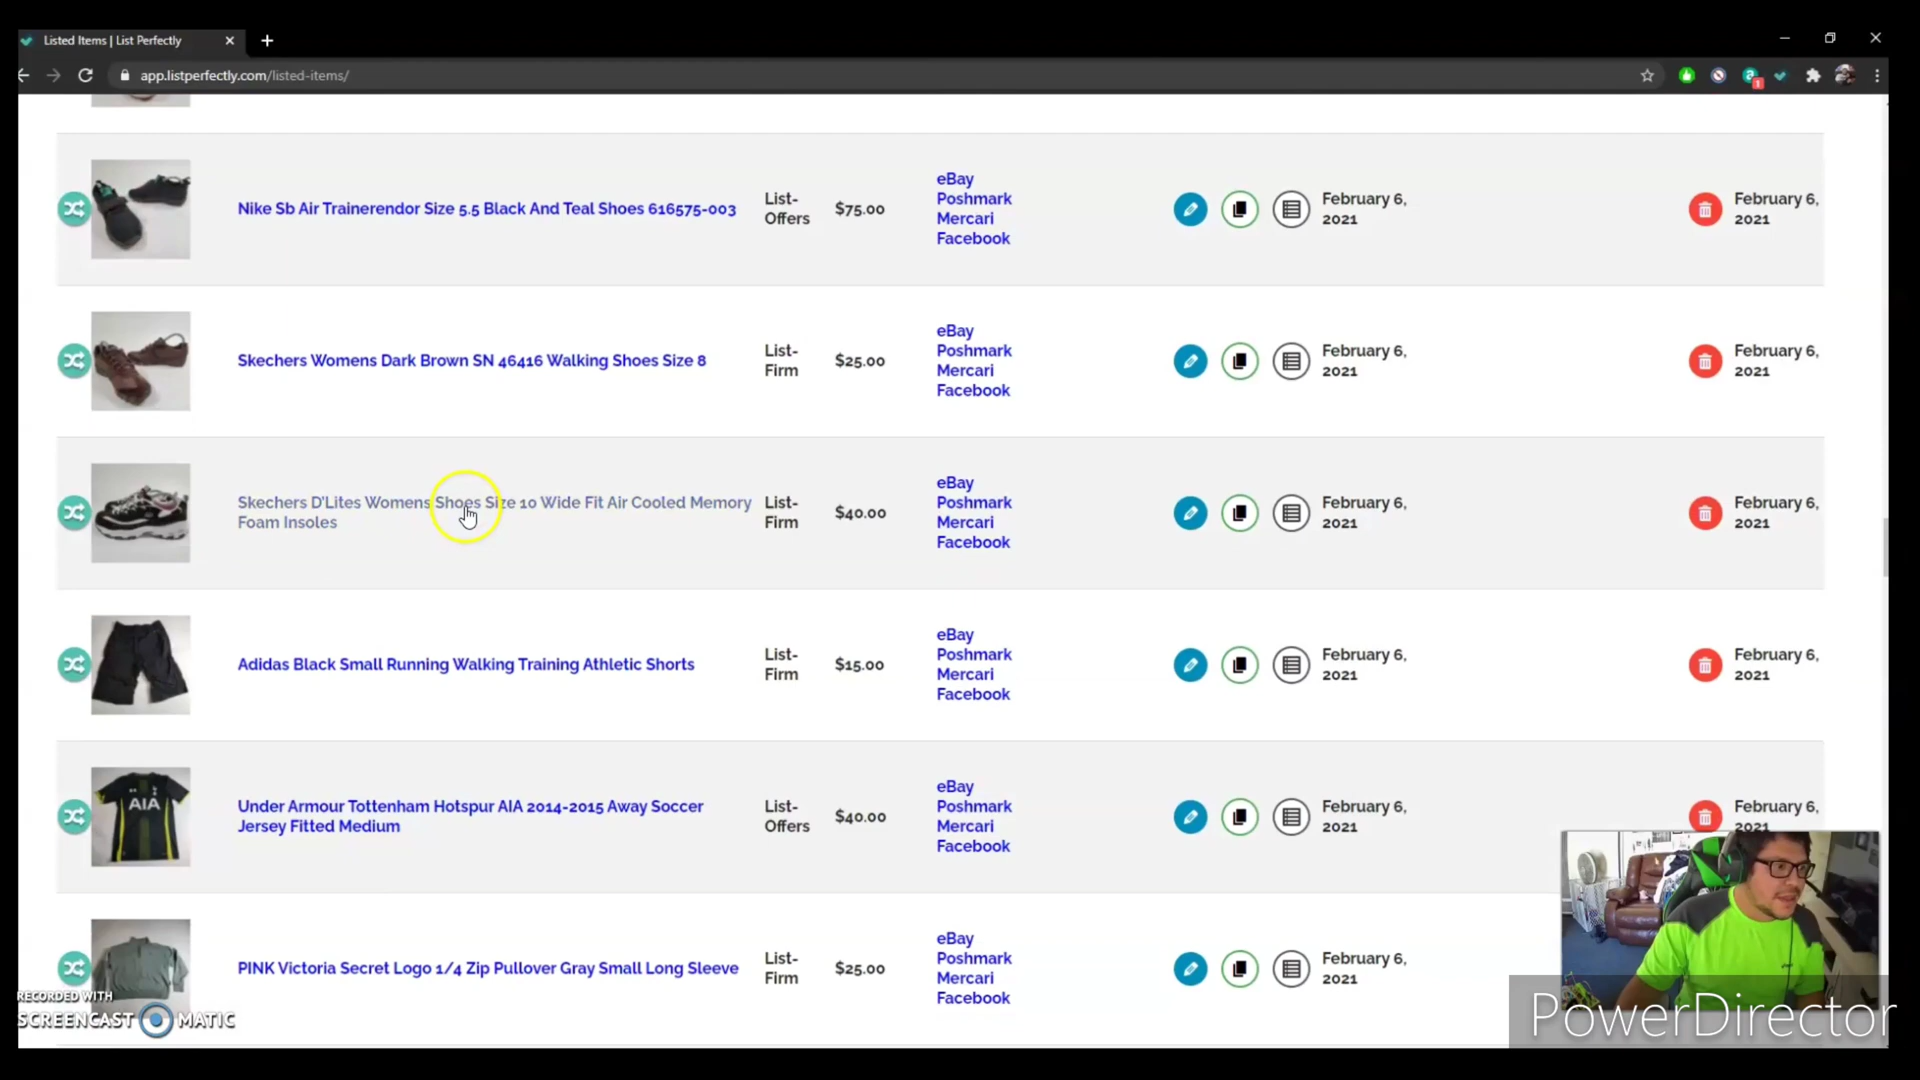 Listed Items | List Perfectly
app.listperfectly.com/listed-items/
1
Nike Sb Air Trainerendor Size 5.5 Black And Teal Shoes 616575-003
List-
Offers
$75.00
eBay
Poshmark
Mercari
Facebook
February 6,
2021
February 6,
2021
Skechers Womens Dark Brown SN 46416 Walking Shoes Size 8
List-
Firm
$25.00
eBay
Poshmark
Mercari
Facebook
February 6,
2021
February 6,
2021
Skechers D'Lites Womens Shoes Size 10 Wide Fit Air Cooled Memory
Foam Insoles
List-
Firm
$40.00
eBay
Poshmark
Mercari
Facebook
February 6,
2021
February 6,
2021
Adidas Black Small Running Walking Training Athletic Shorts
List-
Firm
$15.00
eBay
Poshmark
Mercari
Facebook
February 6,
2021
February 6,
2021
AIA
Under Armour Tottenham Hotspur AIA 2014-2015 Away Soccer
Jersey Fitted Medium
List-
Offers
$40.00
eBay
Poshmark
Mercari
Facebook
February 6,
2021
February 6,
2021
PINK Victoria Secret Logo 1/4 Zip Pullover Gray Small Long Sleeve
List-
Firm
$25.00
eBay
Poshmark
Mercari
Facebook
February 6,
2021
RECORDED WITH
SCREENCAST MATIC
PowerDirector